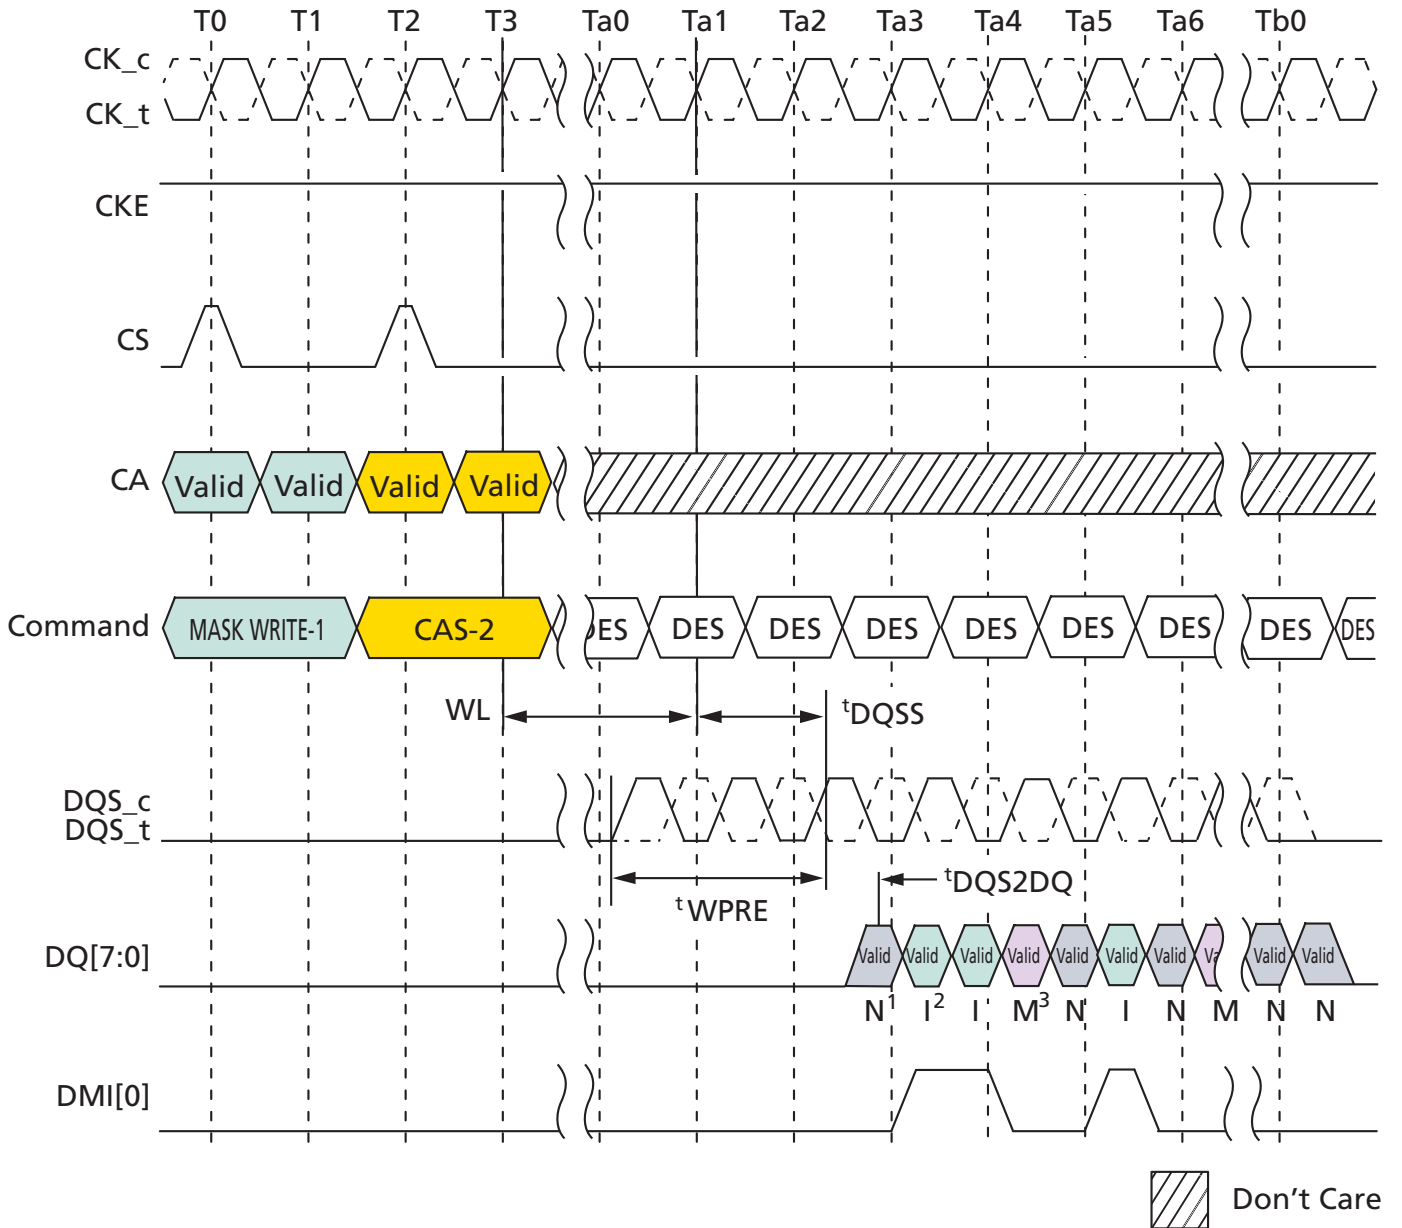 T0 T1 T2 T3 Ta0 Ta1 Ta2 Ta3 Ta4 Ta5 Ta6 Tb0
CK_c
CK_t
CKE
CS
CA Valid Valid Valid Valid
Command MASK WRITE-1 CAS-2 DES DES DES DES DES DES DES DES DES
WL tDQSS
DQS_c
DQS_t
tDQS2DQ
tWPRE
DQ[7:0] Valid Valid Valid Valid Valid Valid Valid Va Valid Valid
N1 I2 I M3 N I N M N N
DMI[0]
Don't Care